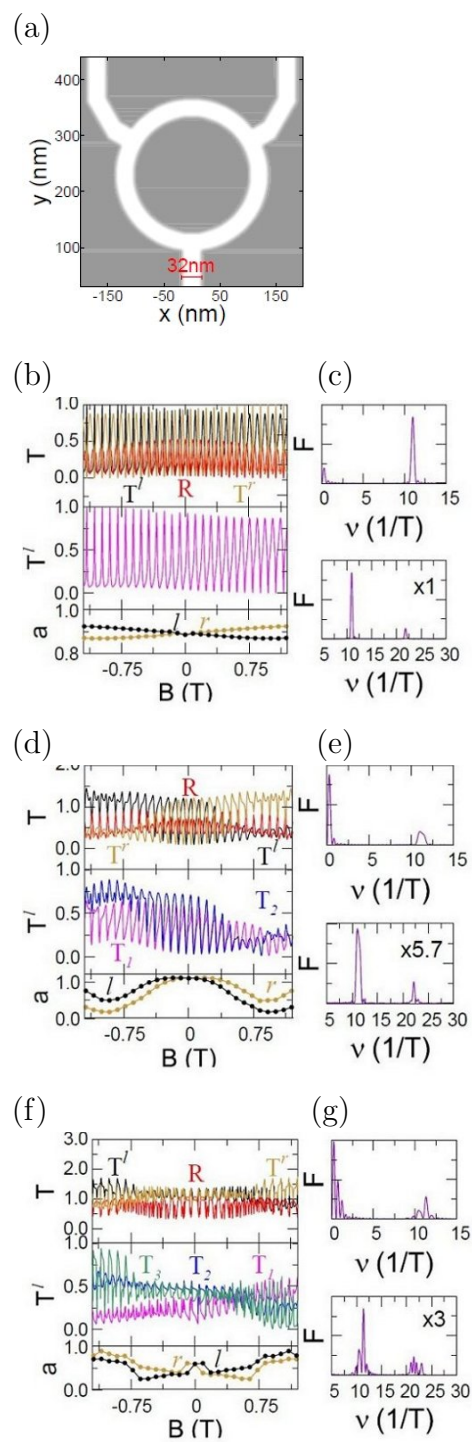 (a)
400
300
200
100
y (nm)
32nm
-150 -50 50 150
x (nm)
(b) (c)
1.0
0.5
0.0
T
T^l R T^r
1.0
0.5
0.0
T^l
1.0
0.8
a
l r
-0.75 0 0.75
B (T)
F
0 5 10 15
ν (1/T)
x1
F
5 10 15 20 25 30
ν (1/T)
(d) (e)
2.0
1.0
0.0
T
R
T^r T^l
1.0
0.5
0.0
T^l
T_2
T_1
1.0
0.0
a
l r
-0.75 0 0.75
B (T)
F
0 5 10 15
ν (1/T)
x5.7
F
5 10 15 20 25 30
ν (1/T)
(f) (g)
3.0
2.0
1.0
0.0
T
T^l R T^r
1.0
0.5
0.0
T^l
T_3 T_2 T_1
1.0
0.0
a
r l
-0.75 0 0.75
B (T)
F
0 5 10 15
ν (1/T)
x3
F
5 10 15 20 25 30
ν (1/T)